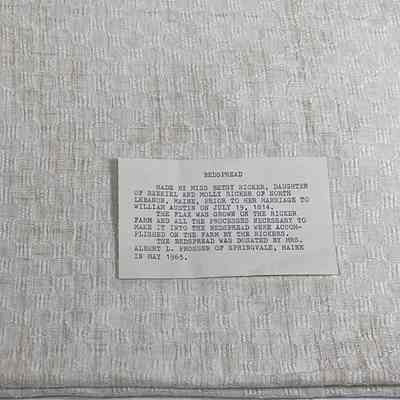 BEDSPREAD
MADE BY MISS BETSY RICKER, DAUGHTER
OF EZEKIEL AND MOLLY RICKER OF NORTH
LEBANON, MAINE, PRIOR TO HER MARRIAGE TO
WILLIAM AUSTIN ON JULY 19, 1814.
THE FLAX WAS GROWN ON THE RICKER
FARM AND ALL THE PROCESSES NECESSARY TO
MAKE IT INTO THE BEDSPREAD WERE ACCOM-
PLISHED ON THE FARM BY THE RICKERS.
THE BEDSPREAD WAS DONATED BY MRS.
ALBERT L. PROSSER OF SPRINGVALE, MAINE
IN MAY 1965.